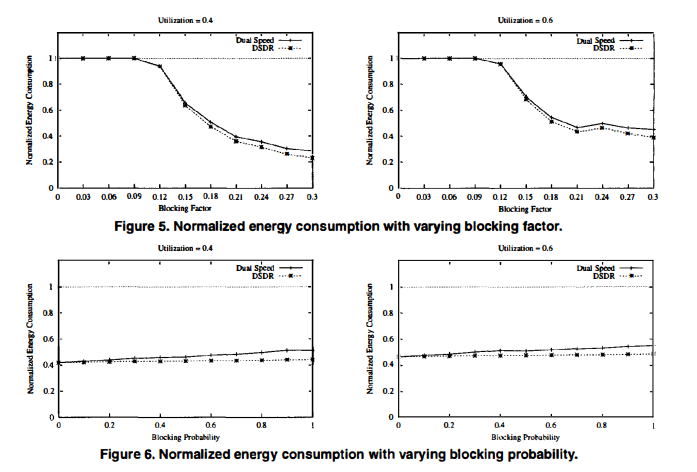 Utilization = 0.4
Normalized Energy Consumption
1
0.8
0.6
0.4
0.2
0
Dual Speed
DSDR
0 0.03 0.06 0.09 0.12 0.15 0.18 0.21 0.24 0.27 0.3
Blocking Factor
Utilization = 0.6
Normalized Energy Consumption
1
0.8
0.6
0.4
0.2
0
Dual Speed
DSDR
0 0.03 0.06 0.09 0.12 0.15 0.18 0.21 0.24 0.27 0.3
Blocking Factor
Figure 5. Normalized energy consumption with varying blocking factor.
Utilization = 0.4
Normalized Energy Consumption
1
0.8
0.6
0.4
0.2
0
Dual Speed
DSDR
0 0.2 0.4 0.6 0.8 1
Blocking Probability
Utilization = 0.6
Normalized Energy Consumption
1
0.8
0.6
0.4
0.2
0
Dual Speed
DSDR
0 0.2 0.4 0.6 0.8 1
Blocking Probability
Figure 6. Normalized energy consumption with varying blocking probability.